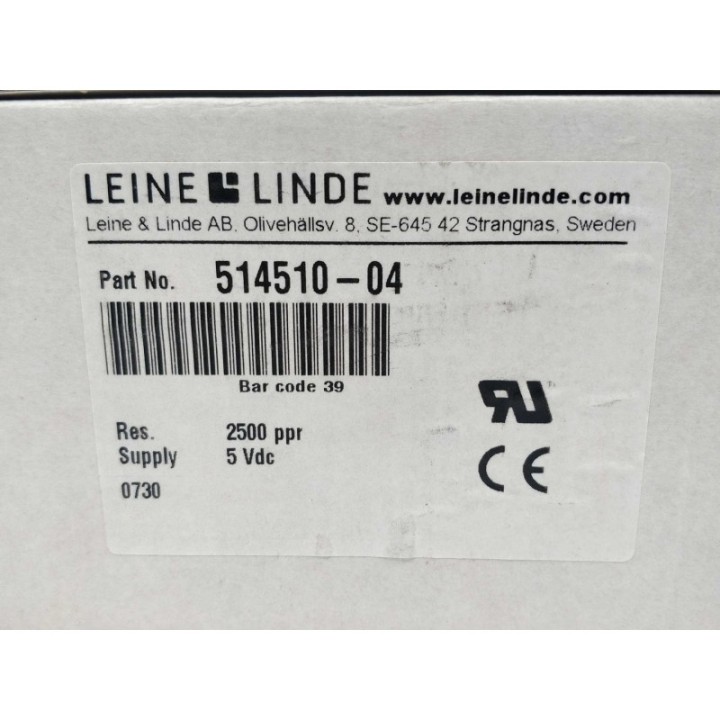 LEINE LINDE www.leinelinde.com
Leine & Linde AB, Olivehällsv. 8, SE-645 42 Strangnas, Sweden
Part No. 514510-04
Bar code 39
Res. 2500 ppr
Supply 5 Vdc
0730
RU
CE